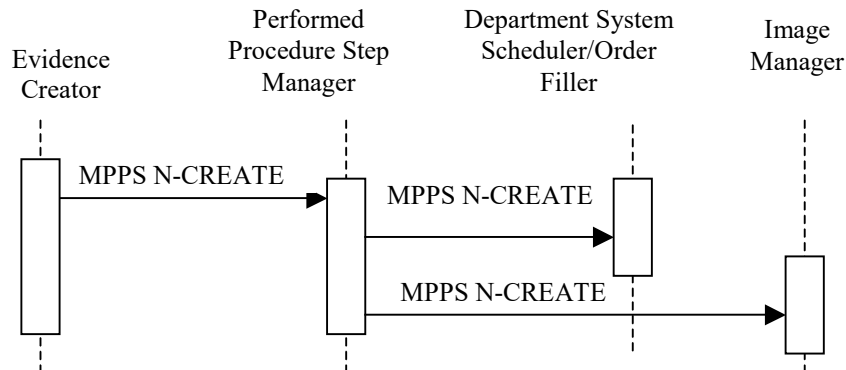 Evidence
Creator
Performed
Procedure Step
Manager
Department System
Scheduler/Order
Filler
Image
Manager
MPPS N-CREATE
MPPS N-CREATE
MPPS N-CREATE